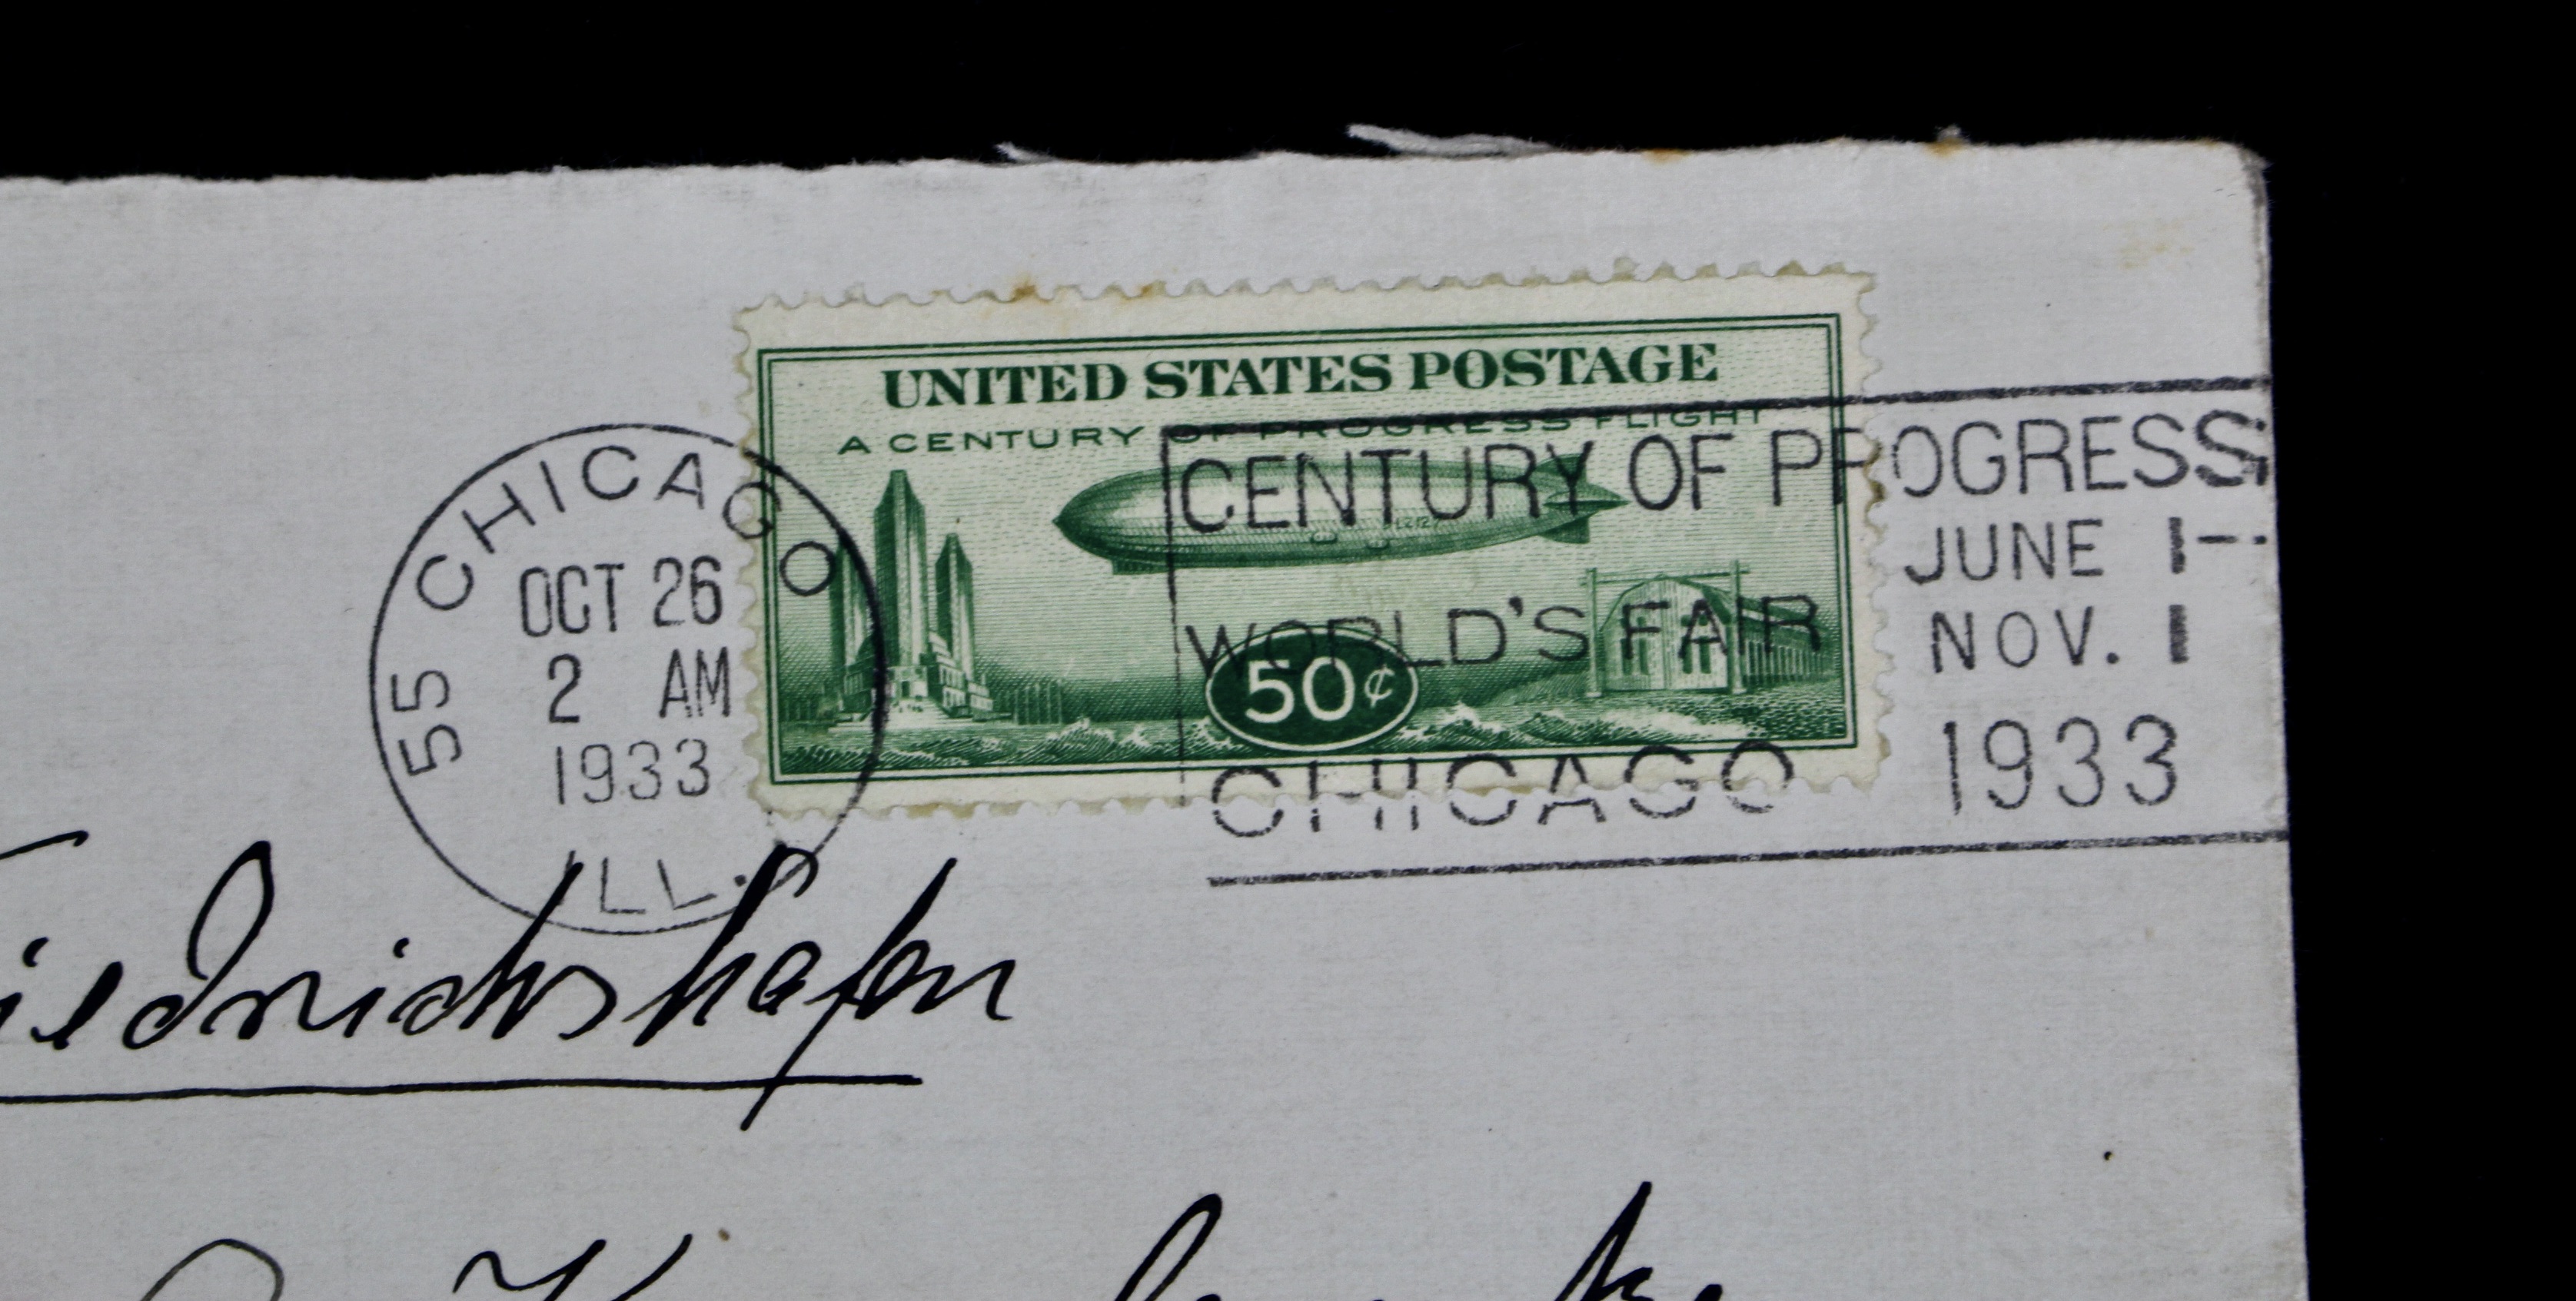 UNITED STATES POSTAGE
A CENTURY OF PROGRESS FLIGHT
50¢
55 CHICAGO
OCT 26
2 AM
1933
ILL.
CENTURY OF PROGRESS
JUNE 1-
WORLD'S FAIR NOV. 1
CHICAGO 1933
iedrichshafen